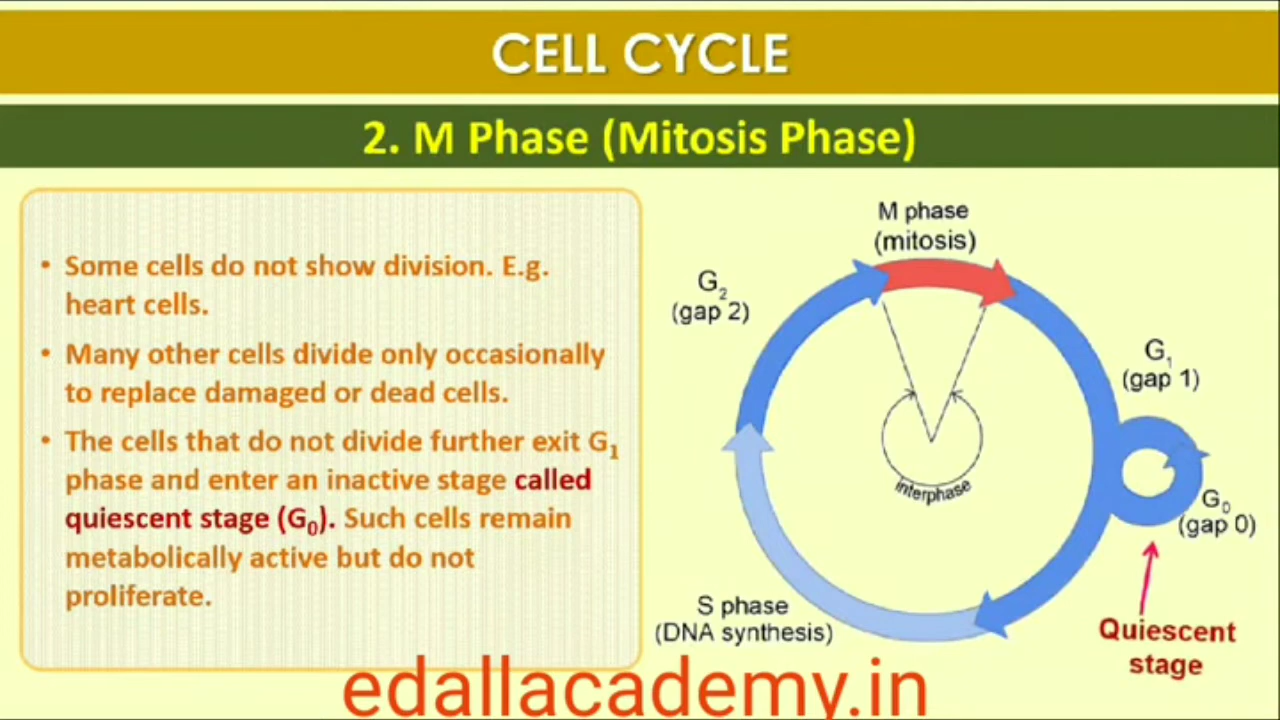 CELL CYCLE
2. M Phase (Mitosis Phase)
• Some cells do not show division. E.g.
heart cells.
• Many other cells divide only occasionally
to replace damaged or dead cells.
• The cells that do not divide further exit G₁
phase and enter an inactive stage called
quiescent stage (G₀). Such cells remain
metabolically active but do not
proliferate.
M phase
(mitosis)
G₂
(gap 2)
G₁
(gap 1)
interphase
G₀
(gap 0)
S phase
(DNA synthesis)
Quiescent
stage
edallacademy.in